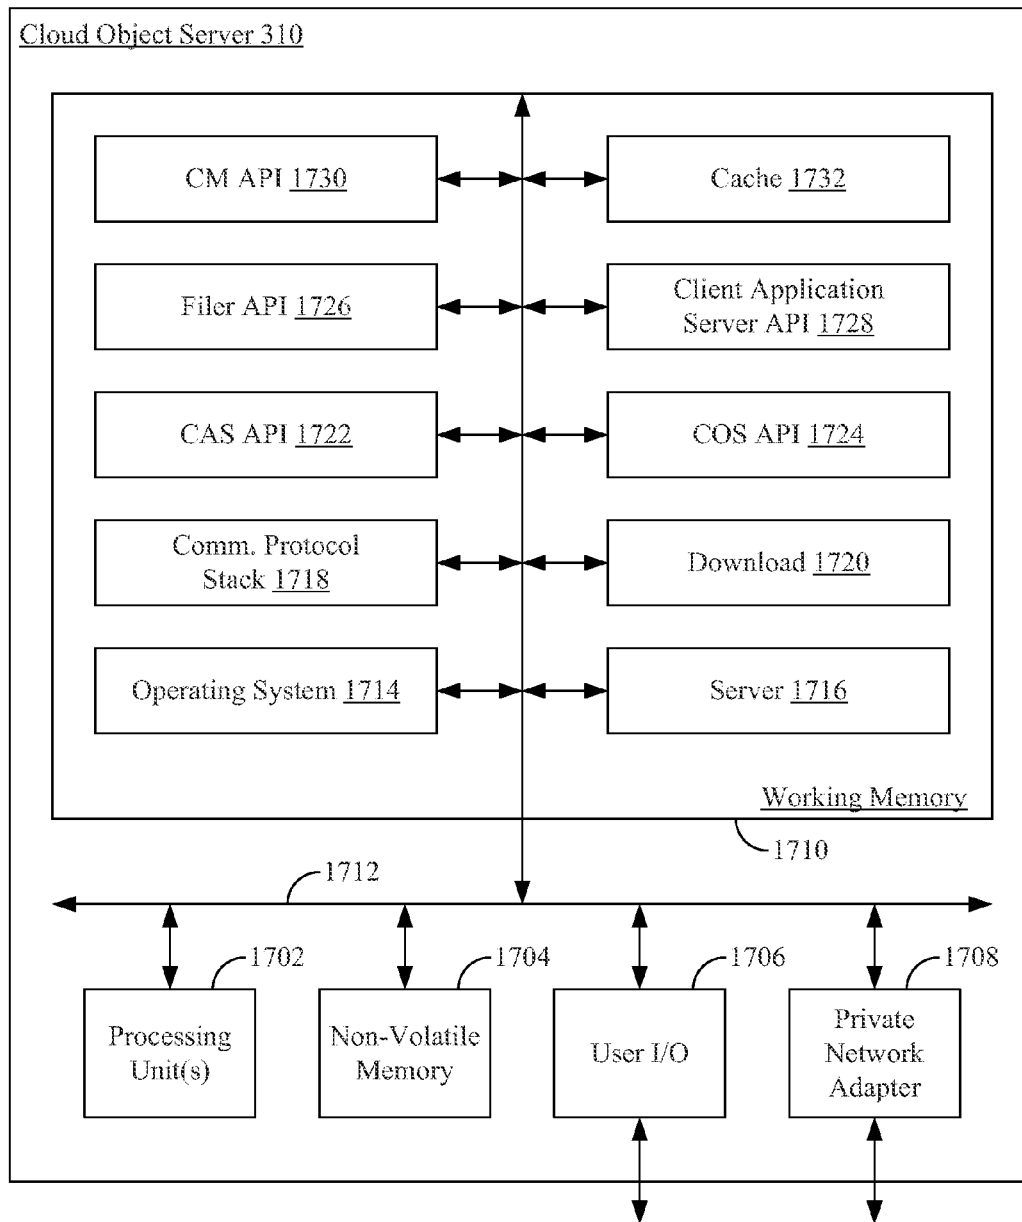 Cloud Object Server 310
CM API 1730
Cache 1732
Filer API 1726
Client Application
Server API 1728
CAS API 1722
COS API 1724
Comm. Protocol
Stack 1718
Download 1720
Operating System 1714
Server 1716
Working Memory
1710
1712
1702
1704
1706
1708
Processing
Unit(s)
Non-Volatile
Memory
User I/O
Private
Network
Adapter